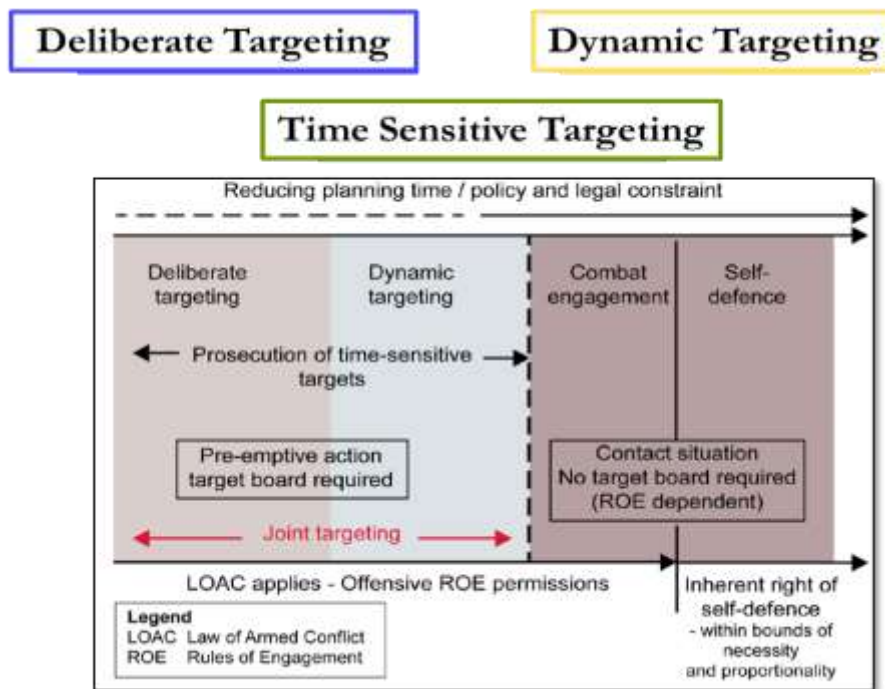 Deliberate Targeting
Dynamic Targeting
Time Sensitive Targeting
Reducing planning time / policy and legal constraint
Deliberate
targeting
Dynamic
targeting
Combat
engagement
Self-
defence
Prosecution of time-sensitive
targets
Pre-emptive action
target board required
Contact situation
No target board required
(ROE dependent)
Joint targeting
LOAC applies - Offensive ROE permissions
Inherent right of
self-defence
- within bounds of
necessity
and proportionality
Legend
LOAC Law of Armed Conflict
ROE Rules of Engagement